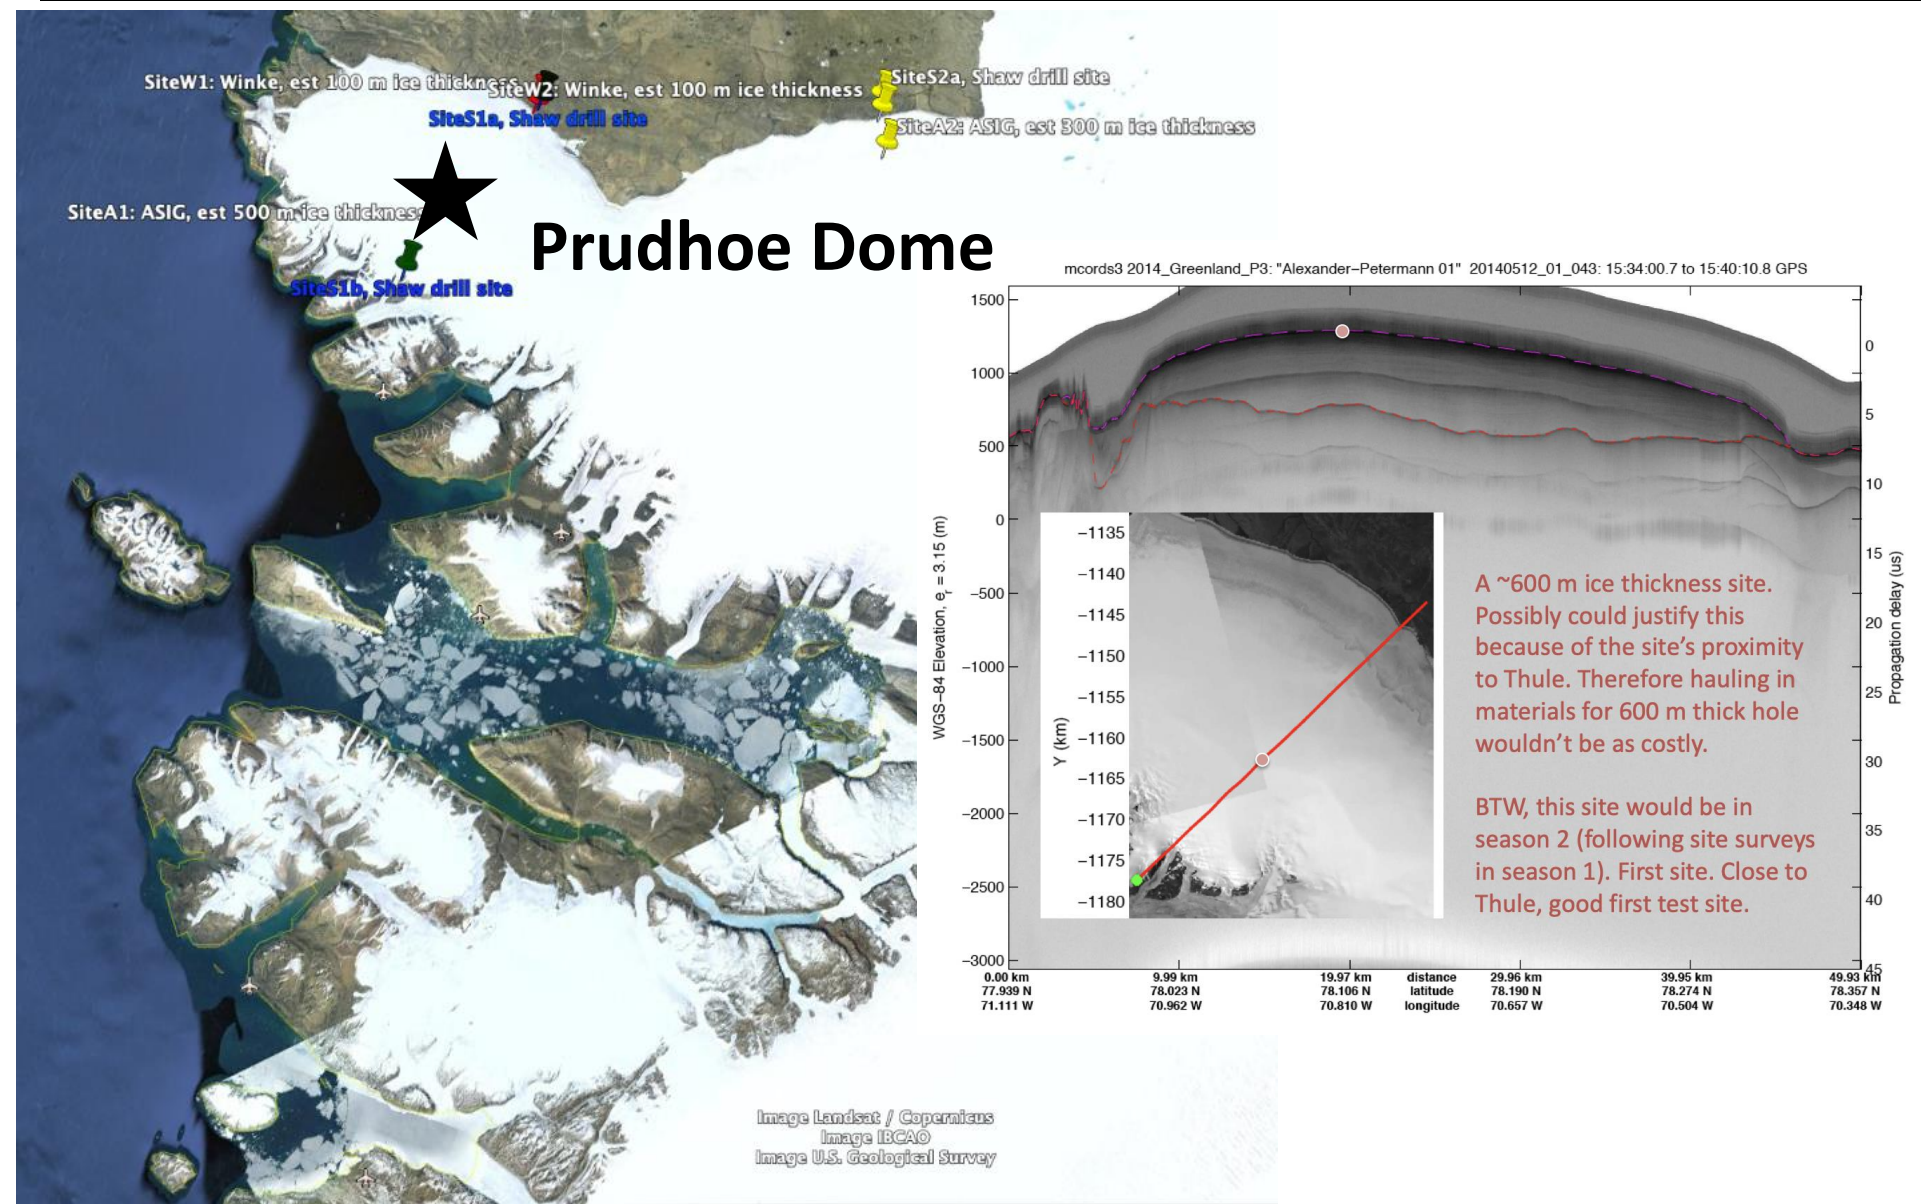 SiteW1: Winke, est 100 m ice thickness
SiteW2: Winke, est 100 m ice thickness
SiteS2a, Shaw drill site
SiteS1a, Shaw drill site
SiteA2: ASIG, est 300 m ice thickness
SiteA1: ASIG, est 500 m ice thickness
Prudhoe Dome
SiteS1b, Shaw drill site
mcords3 2014_Greenland_P3: "Alexander−Petermann 01" 20140512_01_043: 15:34:00.7 to 15:40:10.8 GPS
1500
1000
500
0
−500
−1000
−1500
−2000
−2500
−3000
WGS−84 Elevation, e_r = 3.15 (m)
0
5
10
15
20
25
30
35
40
45
Propagation delay (us)
−1135
−1140
−1145
−1150
−1155
−1160
−1165
−1170
−1175
−1180
Y (km)
A ~600 m ice thickness site.
Possibly could justify this
because of the site’s proximity
to Thule. Therefore hauling in
materials for 600 m thick hole
wouldn’t be as costly.
BTW, this site would be in
season 2 (following site surveys
in season 1). First site. Close to
Thule, good first test site.
0.00 km 9.99 km 19.97 km distance 29.96 km 39.95 km 49.93 km
77.939 N 78.023 N 78.106 N latitude 78.190 N 78.274 N 78.357 N
71.111 W 70.962 W 70.810 W longitude 70.657 W 70.504 W 70.348 W
Image Landsat / Copernicus
Image IBCAO
Image U.S. Geological Survey